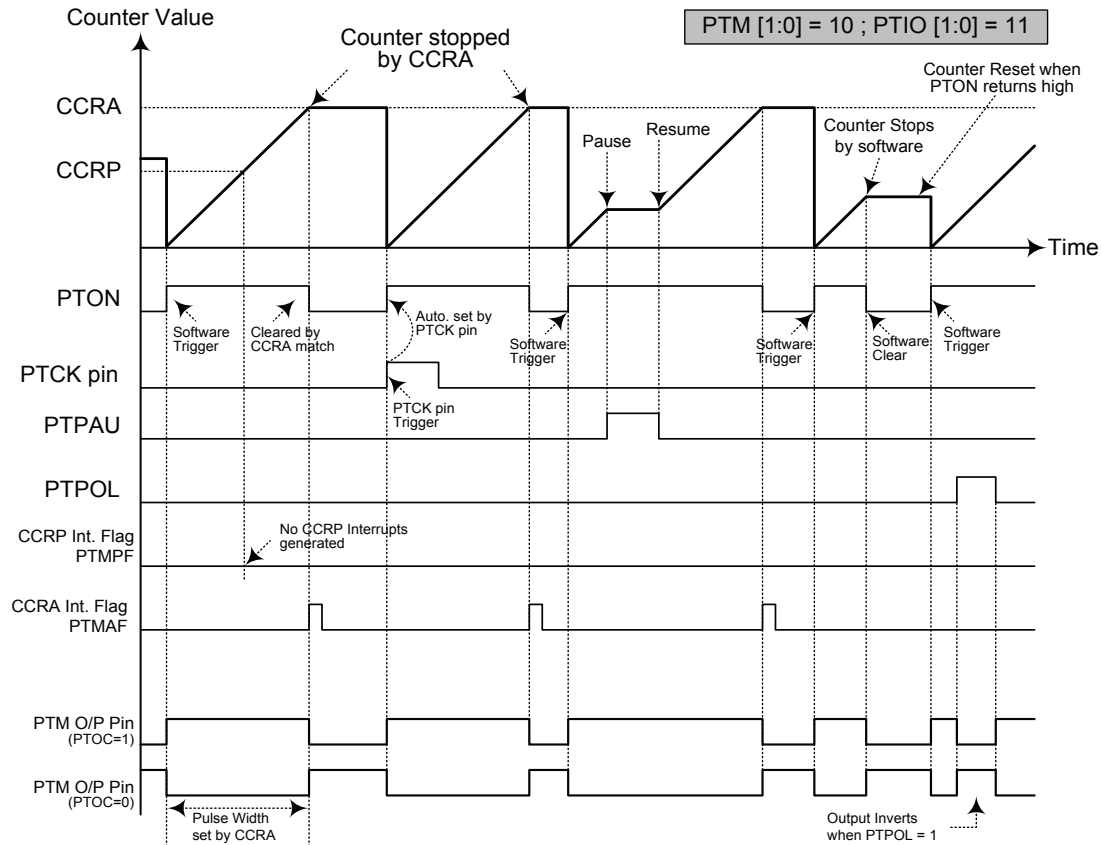 Counter Value
PTM [1:0] = 10 ; PTIO [1:0] = 11
Counter stopped
by CCRA
Counter Reset when
PTON returns high
CCRA
Pause
Resume
Counter Stops
by software
CCRP
Time
PTON
Software
Trigger
Cleared by
CCRA match
Auto. set by
PTCK pin
Software
Trigger
Software
Trigger
Software
Clear
Software
Trigger
PTCK pin
PTCK pin
Trigger
PTPAU
PTPOL
CCRP Int. Flag
PTMPF
No CCRP Interrupts
generated
CCRA Int. Flag
PTMAF
PTM O/P Pin
(PTOC=1)
PTM O/P Pin
(PTOC=0)
Pulse Width
set by CCRA
Output Inverts
when PTPOL = 1